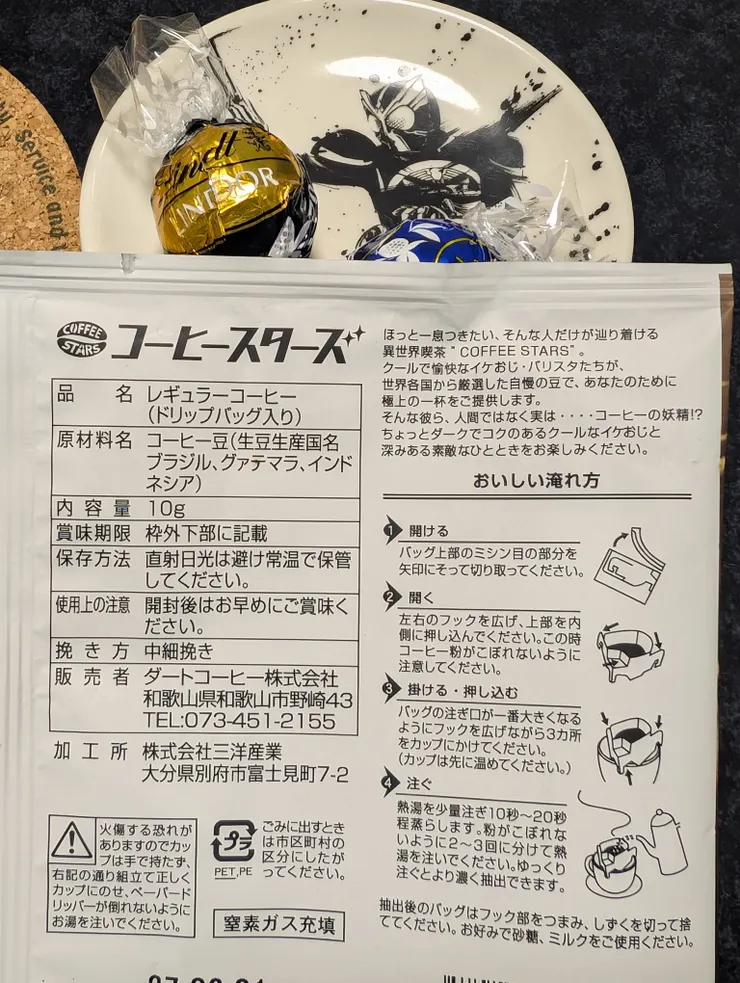 Service and
Lindt
LINDOR
COFFEE
STARS
コーヒースターズ
品名 レギュラーコーヒー
(ドリップバッグ入り)
原材料名 コーヒー豆(生豆生産国名
ブラジル、グァテマラ、インド
ネシア)
内容量 10g
賞味期限 枠外下部に記載
保存方法 直射日光は避け常温で保管
してください。
使用上の注意 開封後はお早めにご賞味く
ださい。
挽き方 中細挽き
販売者 ダートコーヒー株式会社
和歌山県和歌山市野崎43
TEL:073-451-2155
加工所 株式会社三洋産業
大分県別府市富士見町7-2
火傷する恐れが
ありますのでカッ
プは手で持たず、
右記の通り組立て正しく
カップにのせ、ペーパード
リッパーが倒れないように
お湯を注いでください。
プラ
PET,PE
ごみに出すとき
は市区町村の
区分にしたが
ってください。
窒素ガス充填
ほっと一息つきたい、そんな人だけが辿り着ける
異世界喫茶"COFFEE STARS"。
クールで愉快なイケおじ・バリスタたちが、
世界各国から厳選した自慢の豆で、あなたのために
極上の一杯をご提供します。
そんな彼ら、人間ではなく実は・・・・コーヒーの妖精!?
ちょっとダークでコクのあるクールなイケおじと
深みある素敵なひとときをお楽しみください。
おいしい淹れ方
1 開ける
バッグ上部のミシン目の部分を
矢印にそって切り取ってください。
2 開く
左右のフックを広げ、上部を内
側に押し込んでください。この時
コーヒー粉がこぼれないように
注意してください。
3 掛ける・押し込む
バッグの注ぎ口が一番大きくなる
ようにフックを広げながら3カ所
をカップにかけてください。
(カップは先に温めてください。)
4 注ぐ
熱湯を少量注ぎ10秒〜20秒
程蒸らします。粉がこぼれな
いように2〜3回に分けて熱
湯を注いでください。ゆっくり
注ぐとより濃く抽出できます。
抽出後のバッグはフック部をつまみ、しずくを切って捨
ててください。お好みで砂糖、ミルクをご使用ください。